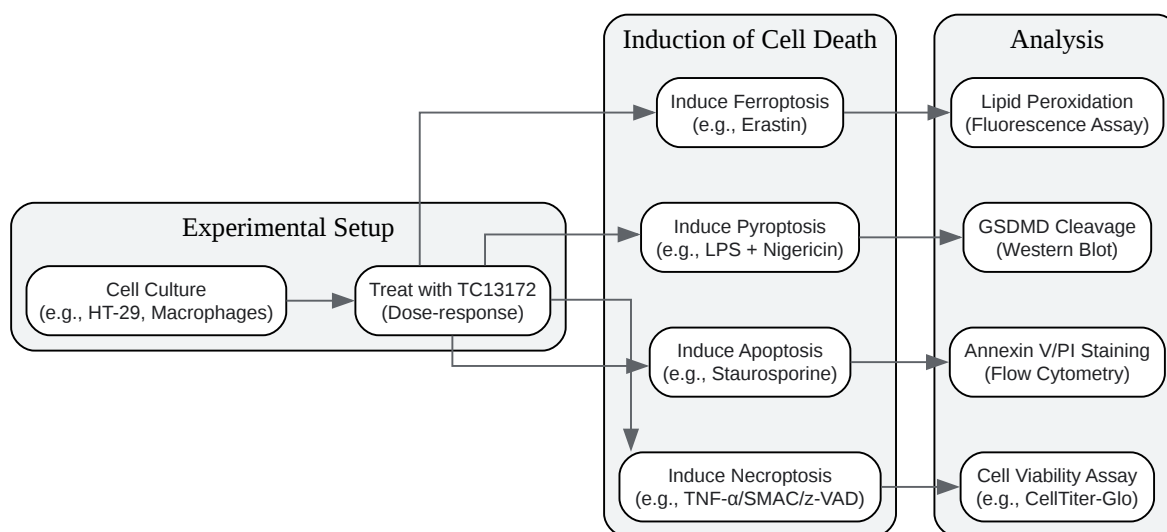 Induction of Cell Death
Analysis
Induce Ferroptosis
(e.g., Erastin)
Lipid Peroxidation
(Fluorescence Assay)
Experimental Setup
Induce Pyroptosis
(e.g., LPS + Nigericin)
GSDMD Cleavage
(Western Blot)
Cell Culture
(e.g., HT-29, Macrophages)
Treat with TC13172
(Dose-response)
Induce Apoptosis
(e.g., Staurosporine)
Annexin V/PI Staining
(Flow Cytometry)
Induce Necroptosis
(e.g., TNF-α/SMAC/z-VAD)
Cell Viability Assay
(e.g., CellTiter-Glo)